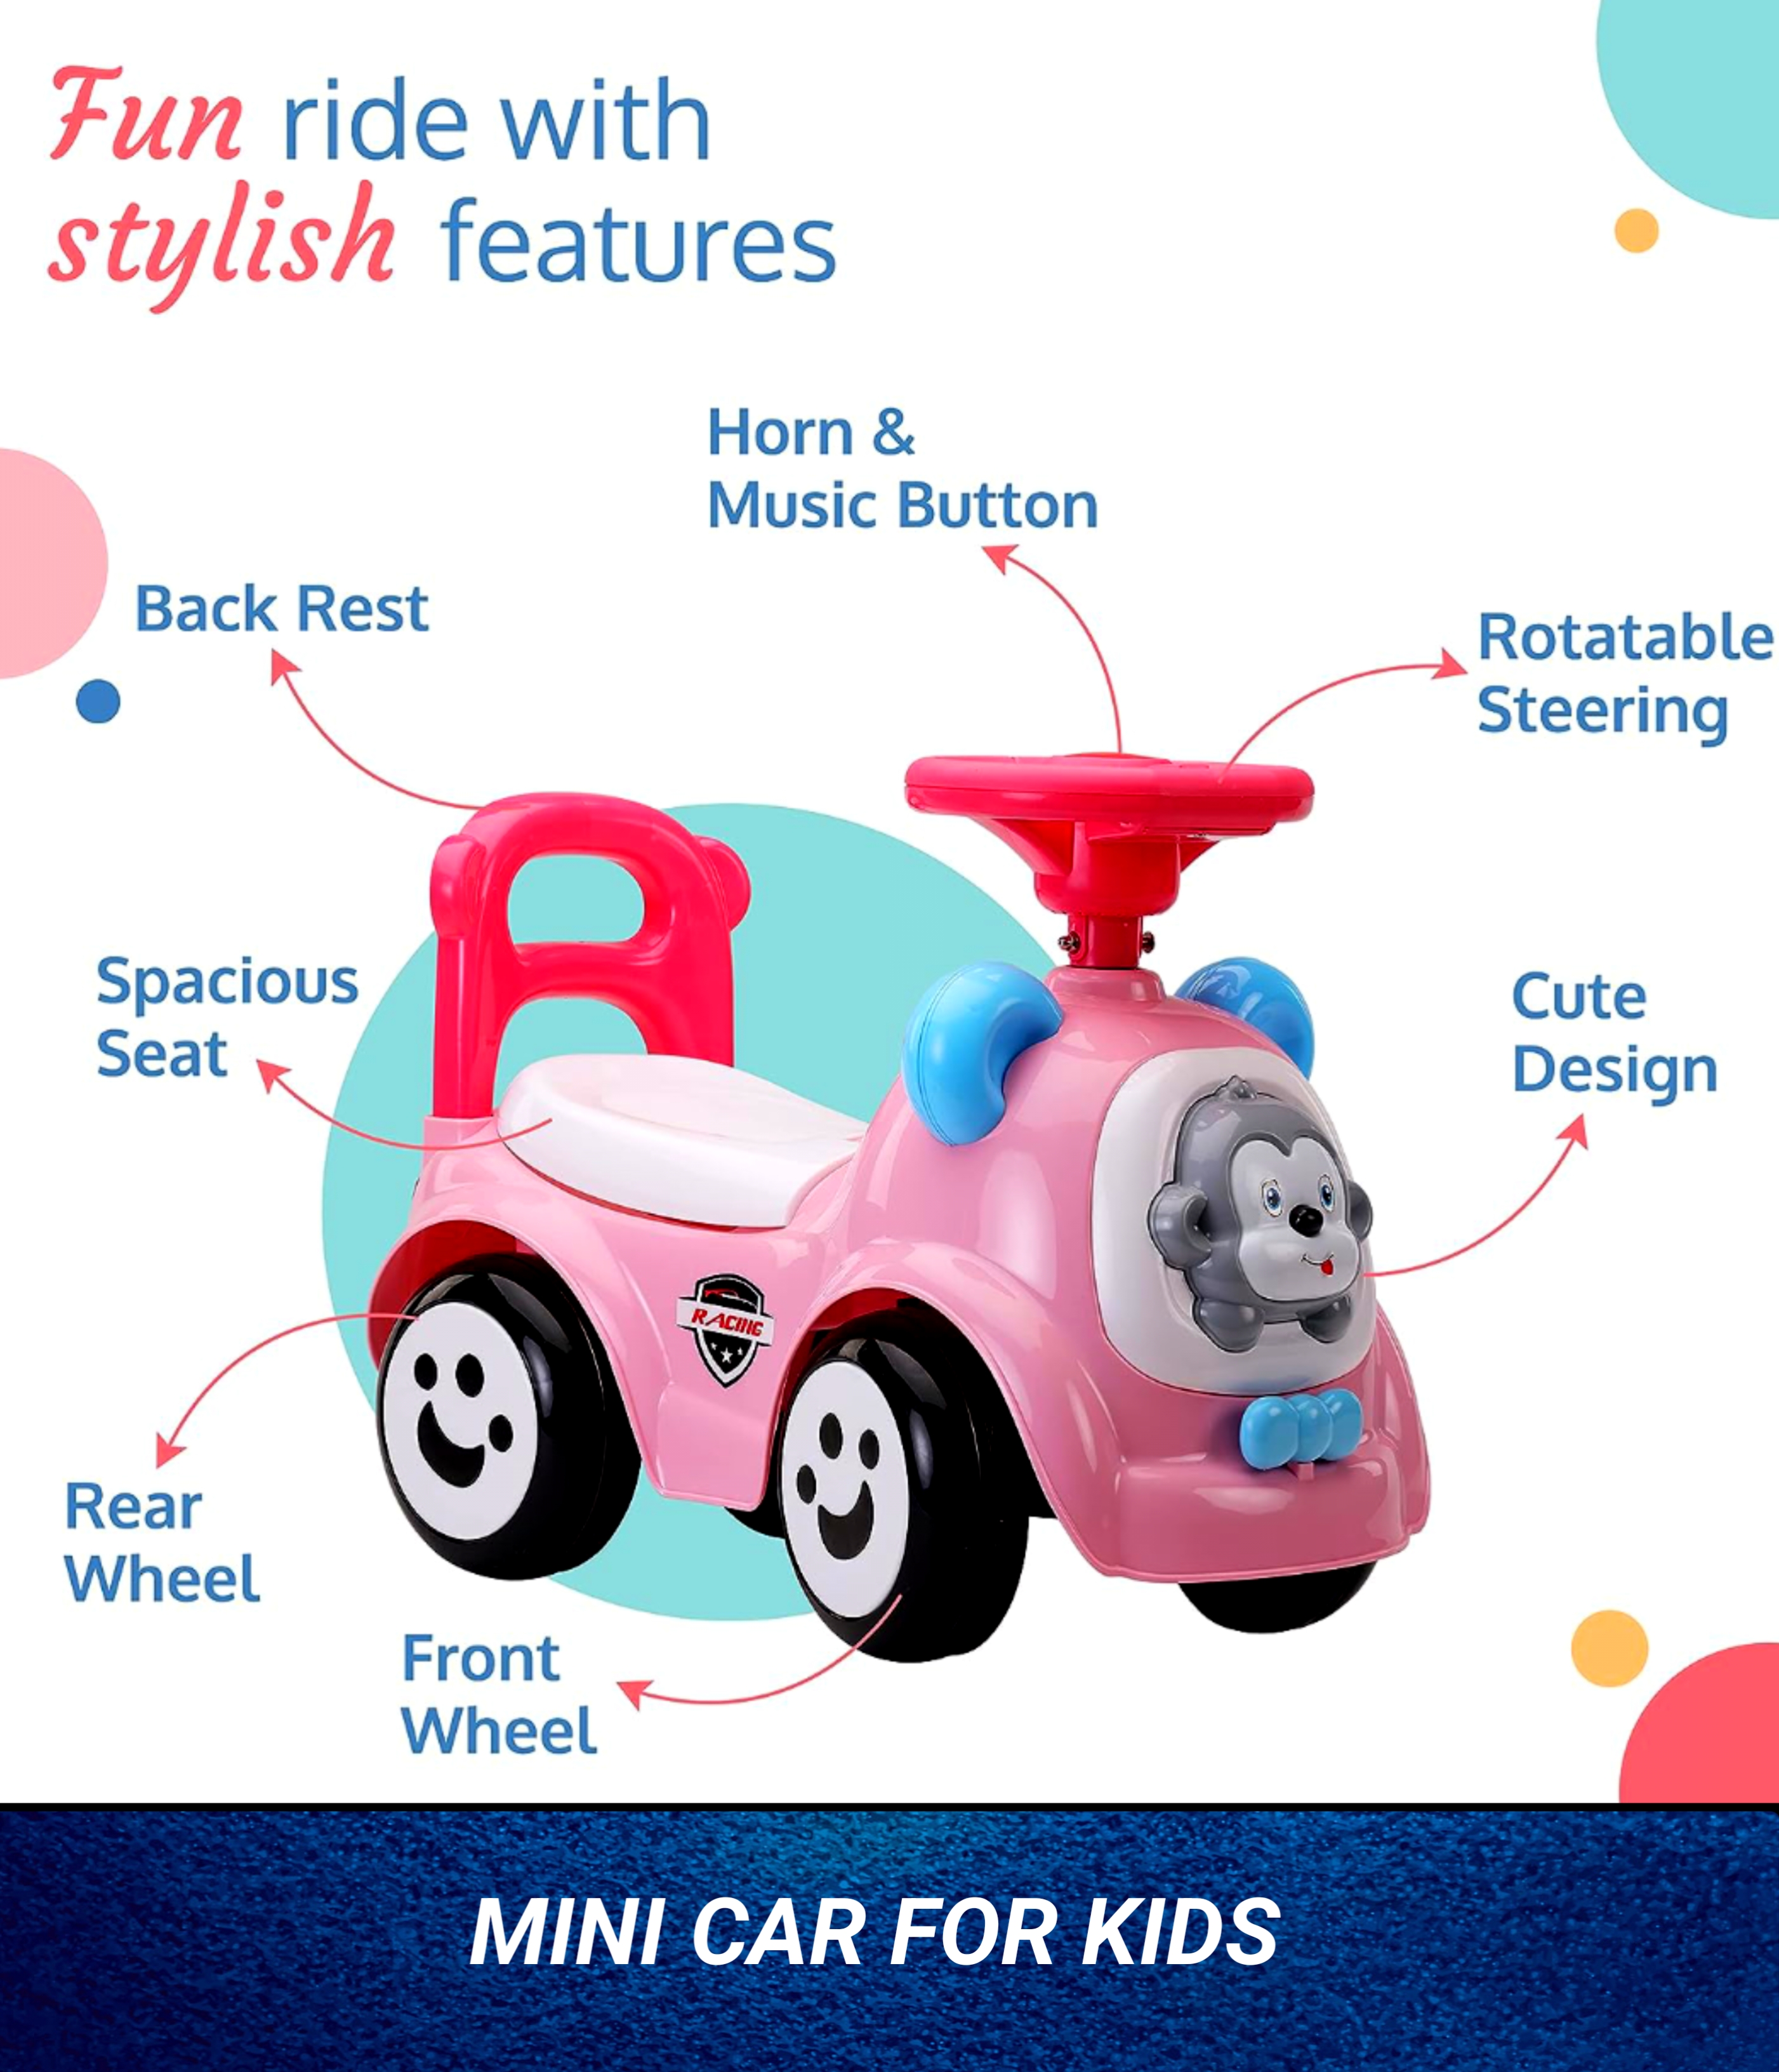 Fun ride with
stylish features
Horn &
Music Button
Back Rest
Rotatable
Steering
Spacious
Seat
Cute
Design
RACING
Rear
Wheel
Front
Wheel
MINI CAR FOR KIDS